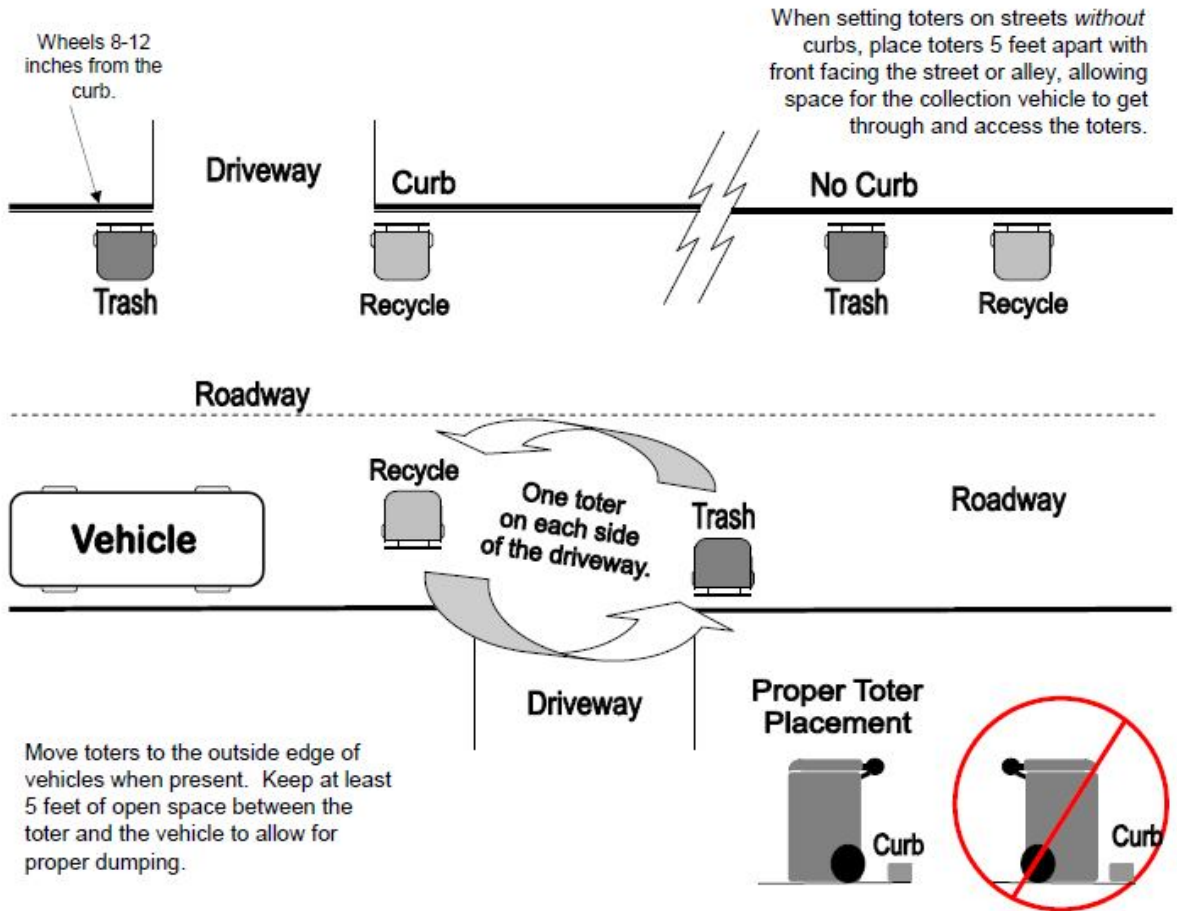 Wheels 8-12
inches from the
curb.
When setting toters on streets without
curbs, place toters 5 feet apart with
front facing the street or alley, allowing
space for the collection vehicle to get
through and access the toters.
Driveway
Curb
No Curb
Trash
Recycle
Trash
Recycle
Roadway
Recycle
One toter
on each side
of the driveway.
Trash
Roadway
Vehicle
Driveway
Proper Toter
Placement
Curb
Curb
Move toters to the outside edge of
vehicles when present. Keep at least
5 feet of open space between the
toter and the vehicle to allow for
proper dumping.